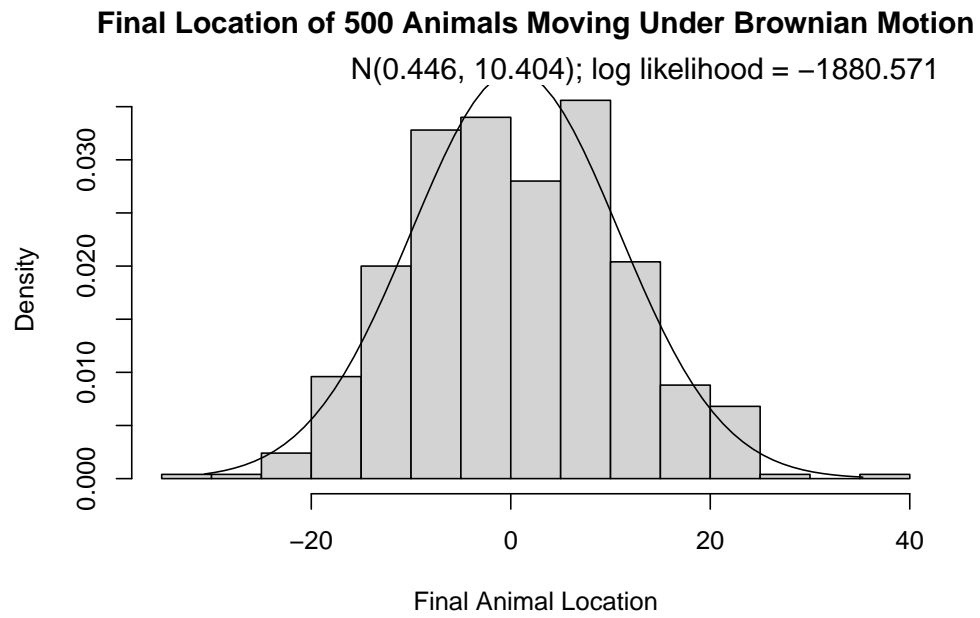 Final Location of 500 Animals Moving Under Brownian Motion
N(0.446, 10.404); log likelihood = −1880.571
Density
0.030
0.020
0.010
0.000
−20 0 20 40
Final Animal Location